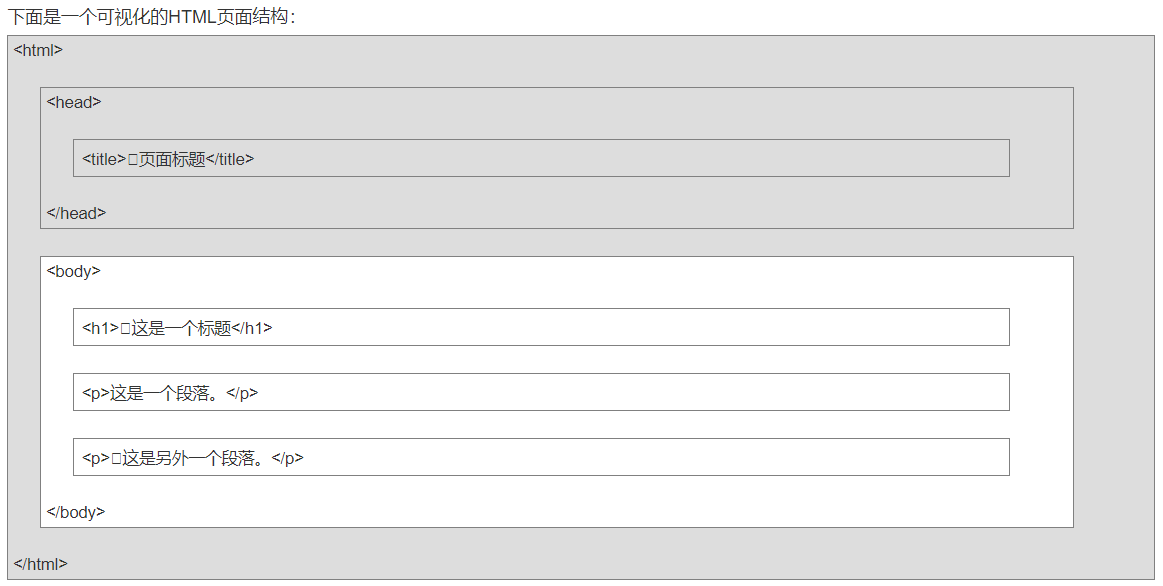 下面是一个可视化的HTML页面结构：
<html>
<head>
<title>页面标题</title>
</head>
<body>
<h1>这是一个标题</h1>
<p>这是一个段落。</p>
<p>这是另外一个段落。</p>
</body>
</html>